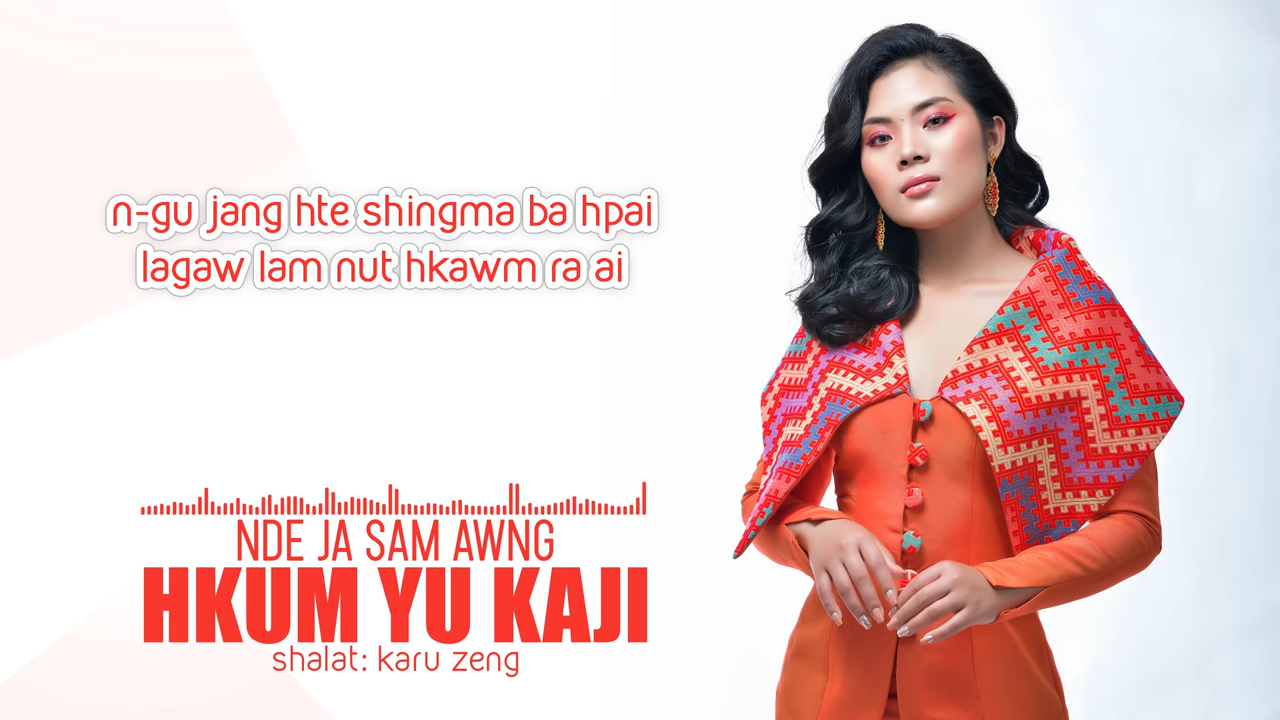 n-gu jang hte shingma ba hpai
lagaw lam nut hkawm ra ai
NDE JA SAM AWNG
HKUM YU KAJI
shalat: karu zeng